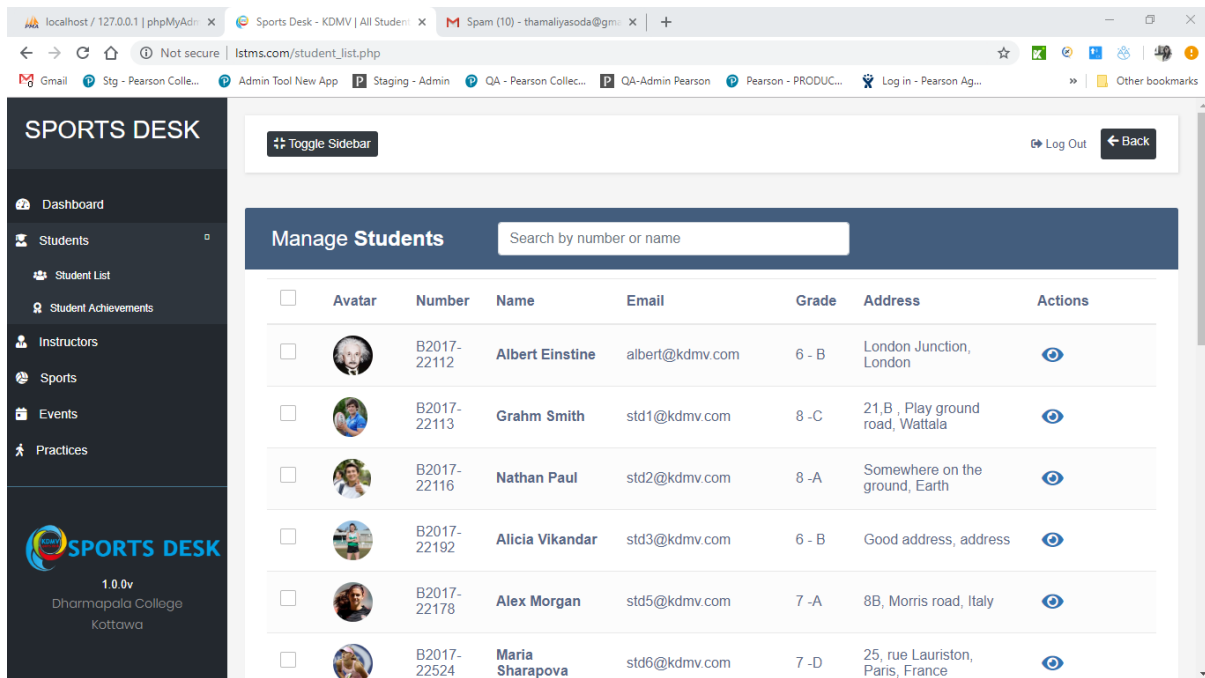 localhost / 127.0.0.1 | phpMyAdm
Sports Desk - KDMV | All Student
Spam (10) - thamaliyasoda@gma
Not secure | lstms.com/student_list.php
Gmail
Stg - Pearson Colle...
Admin Tool New App
Staging - Admin
QA - Pearson Collec...
QA-Admin Pearson
Pearson - PRODUC...
Log in - Pearson Ag...
»
Other bookmarks
SPORTS DESK
Toggle Sidebar
Log Out
Back
Dashboard
Students
Student List
Student Achievements
Instructors
Sports
Events
Practices
KDMV
SPORTS DESK
1.0.0v
Dharmapala College
Kottawa
Manage Students
Search by number or name
Avatar Number Name Email Grade Address Actions
B2017-
22112
Albert Einstine
albert@kdmv.com
6 - B
London Junction,
London
B2017-
22113
Grahm Smith
std1@kdmv.com
8 -C
21,B , Play ground
road, Wattala
B2017-
22116
Nathan Paul
std2@kdmv.com
8 -A
Somewhere on the
ground, Earth
B2017-
22192
Alicia Vikandar
std3@kdmv.com
6 - B
Good address, address
B2017-
22178
Alex Morgan
std5@kdmv.com
7 -A
8B, Morris road, Italy
B2017-
22524
Maria
Sharapova
std6@kdmv.com
7 -D
25, rue Lauriston,
Paris, France